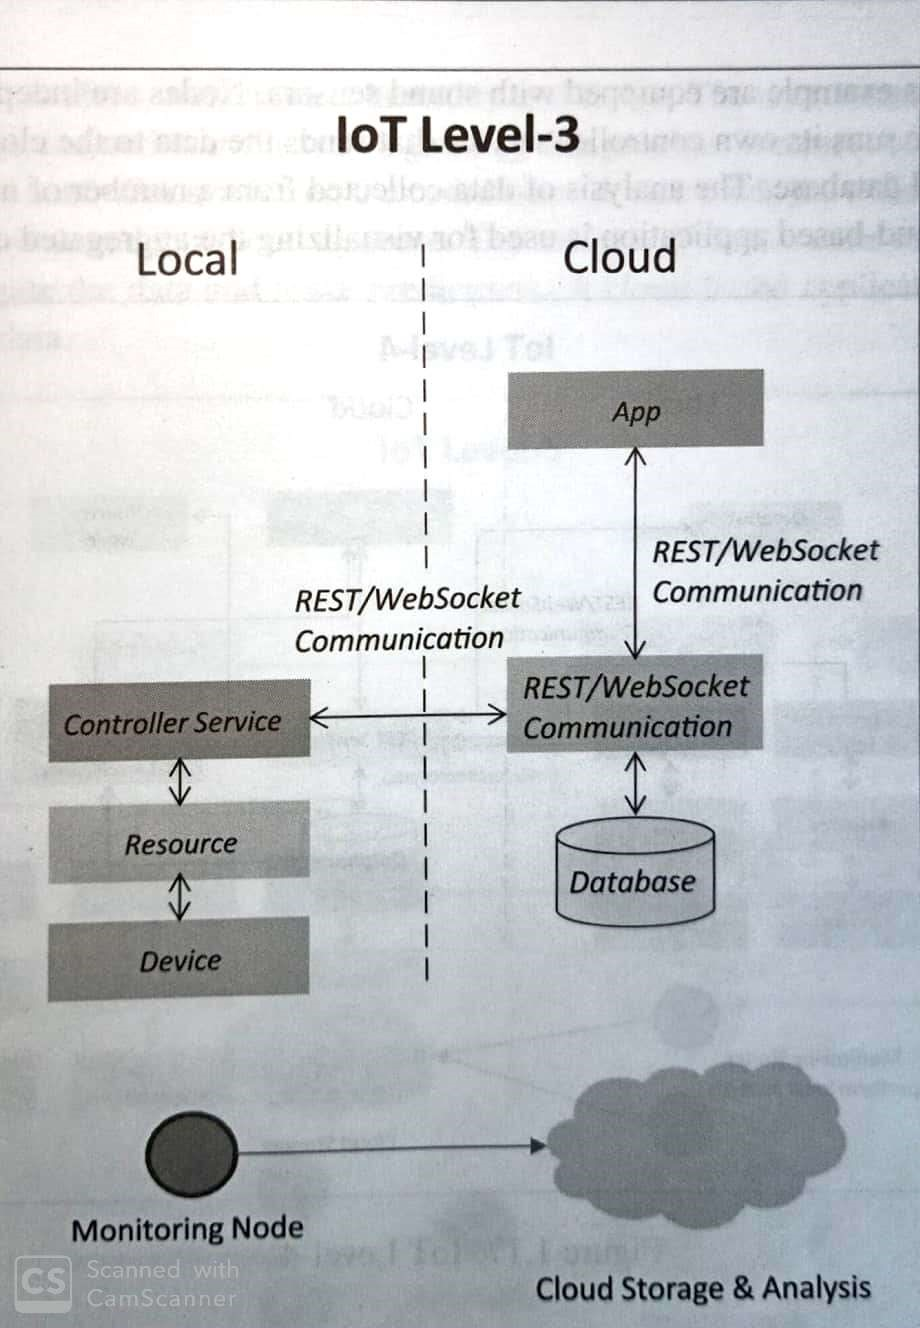 IoT Level-3
Local
Cloud
App
REST/WebSocket
Communication
REST/WebSocket
Communication
Controller Service
REST/WebSocket
Communication
Resource
Database
Device
Monitoring Node
Cloud Storage & Analysis
CS
Scanned with
CamScanner